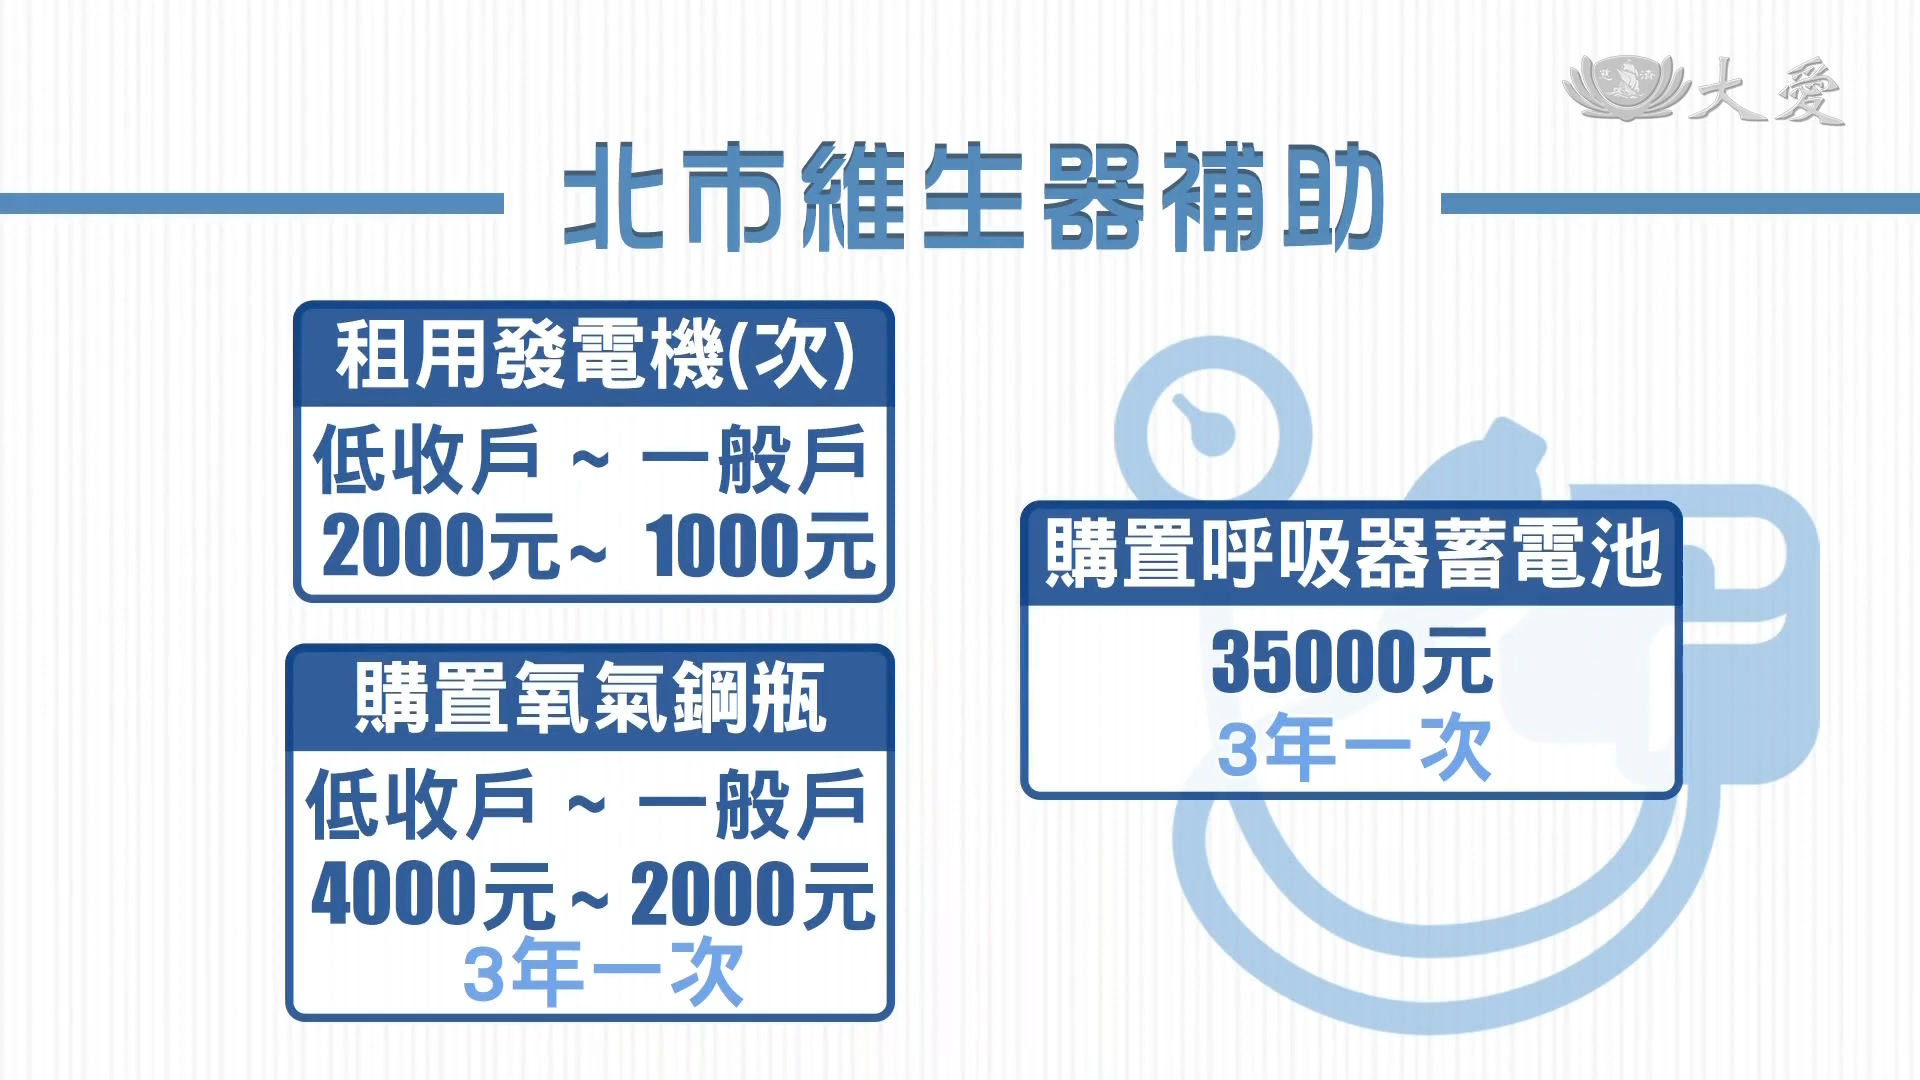 大愛
慈濟
北市維生器補助
租用發電機(次)
低收戶 ~ 一般戶
2000元~ 1000元
購置氧氣鋼瓶
低收戶 ~ 一般戶
4000元 ~ 2000元
3年一次
購置呼吸器蓄電池
35000元
3年一次